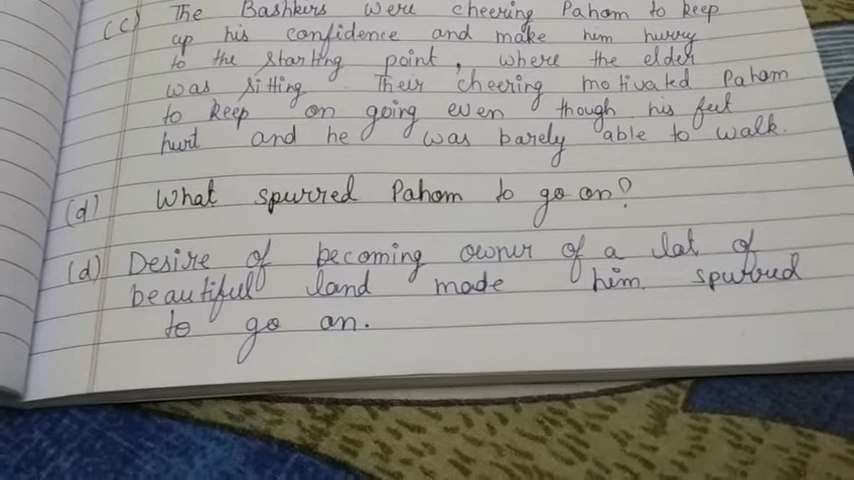 (c) The Bashkirs were cheering Pahom to keep
up his confidence and make him hurry
to the starting point, where the elder
was sitting. Their cheering motivated Pahom
to keep on going even though his feet
hurt and he was barely able to walk.
(d) What spurred Pahom to go on?
(d) Desire of becoming owner of a lot of
beautiful land made him spurred
to go on.